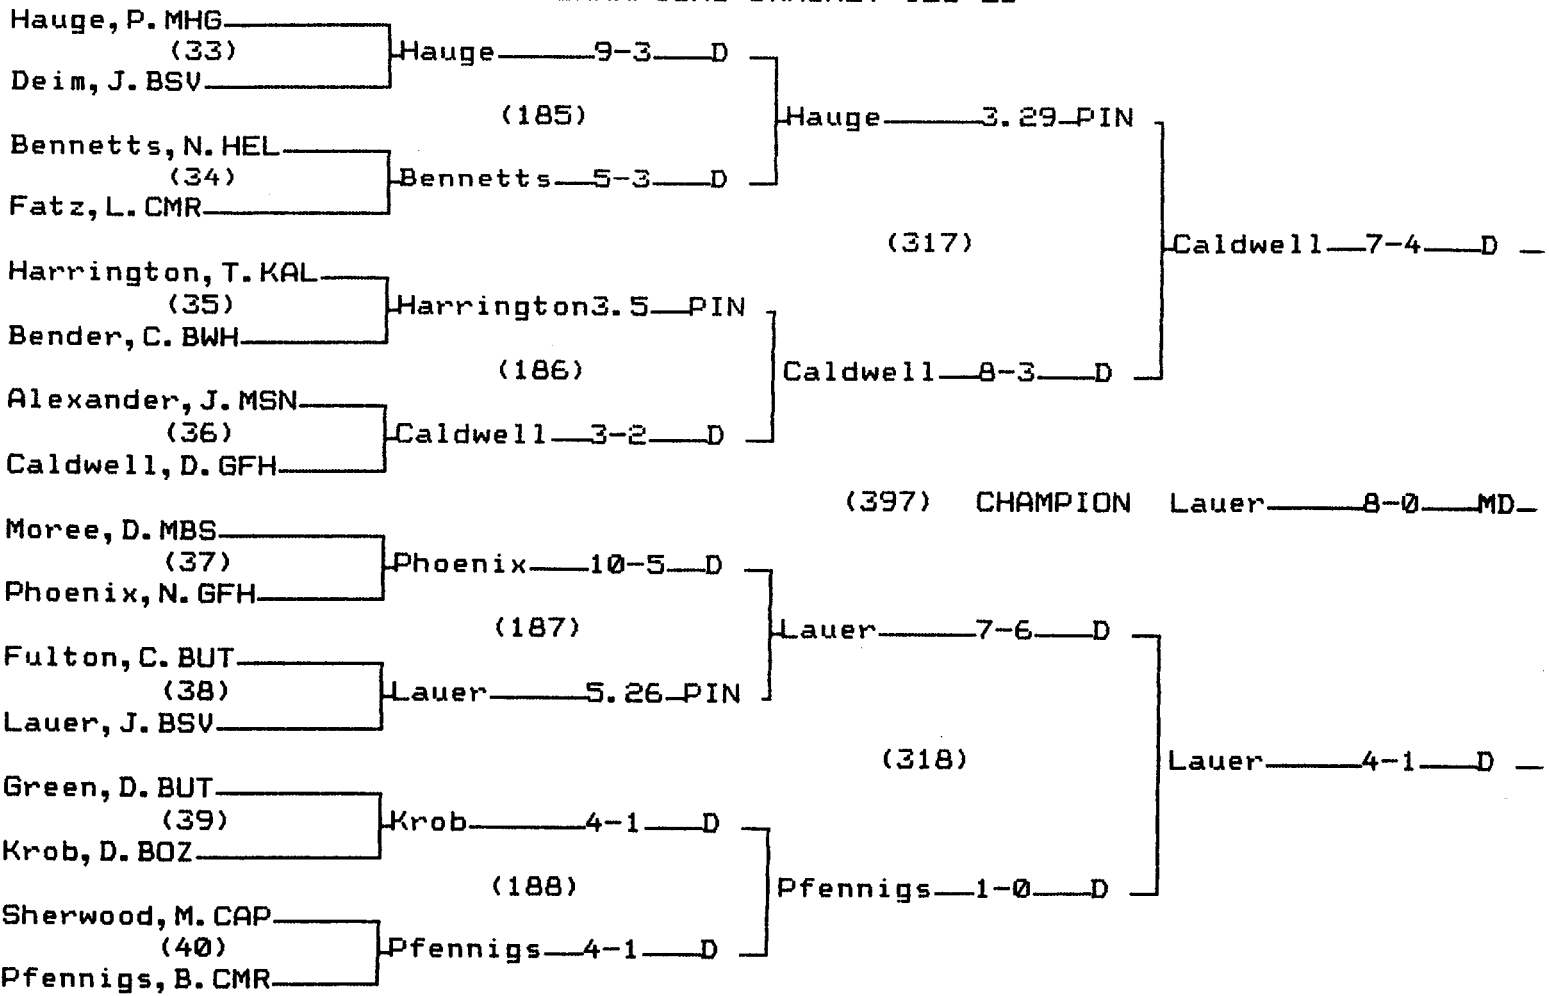 Hauge, P. MHG
(33) Hauge 9-3 D
Deim, J. BSV
(185) Hauge 3.29 PIN
Bennetts, N. HEL
(34) Bennetts 5-3 D
Fatz, L. CMR
(317) Caldwell 7-4 D
Harrington, T. KAL
(35) Harrington 3.5 PIN
Bender, C. BWH
(186) Caldwell 8-3 D
Alexander, J. MSN
(36) Caldwell 3-2 D
Caldwell, D. GFH
(397) CHAMPION Lauer 8-0 MD
Moree, D. MBS
(37) Phoenix 10-5 D
Phoenix, N. GFH
(187) Lauer 7-6 D
Fulton, C. BUT
(38) Lauer 5.26 PIN
Lauer, J. BSV
(318) Lauer 4-1 D
Green, D. BUT
(39) Krob 4-1 D
Krob, D. BOZ
(188) Pfennigs 1-0 D
Sherwood, M. CAP
(40) Pfennigs 4-1 D
Pfennigs, B. CMR